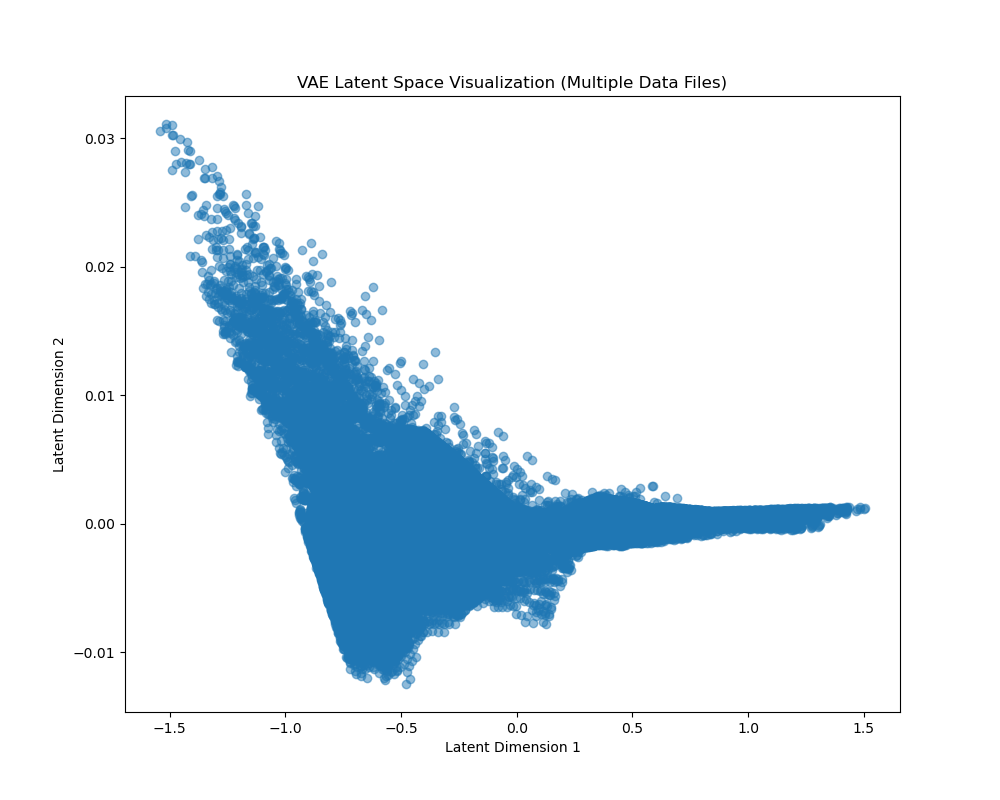 VAE Latent Space Visualization (Multiple Data Files)
Latent Dimension 2
0.03
0.02
0.01
0.00
−0.01
−1.5 −1.0 −0.5 0.0 0.5 1.0 1.5
Latent Dimension 1